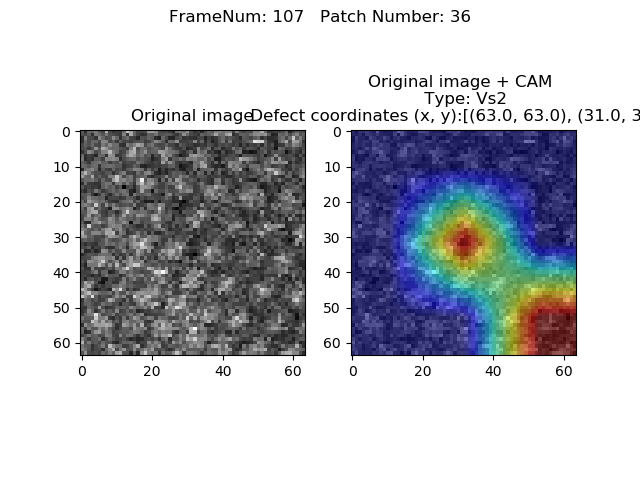 FrameNum: 107   Patch Number: 36
Original image
Original image + CAM
Type: Vs2
Defect coordinates (x, y):[(63.0, 63.0), (31.0, 3
0
10
20
30
40
50
60
0 20 40 60
0
10
20
30
40
50
60
0 20 40 60